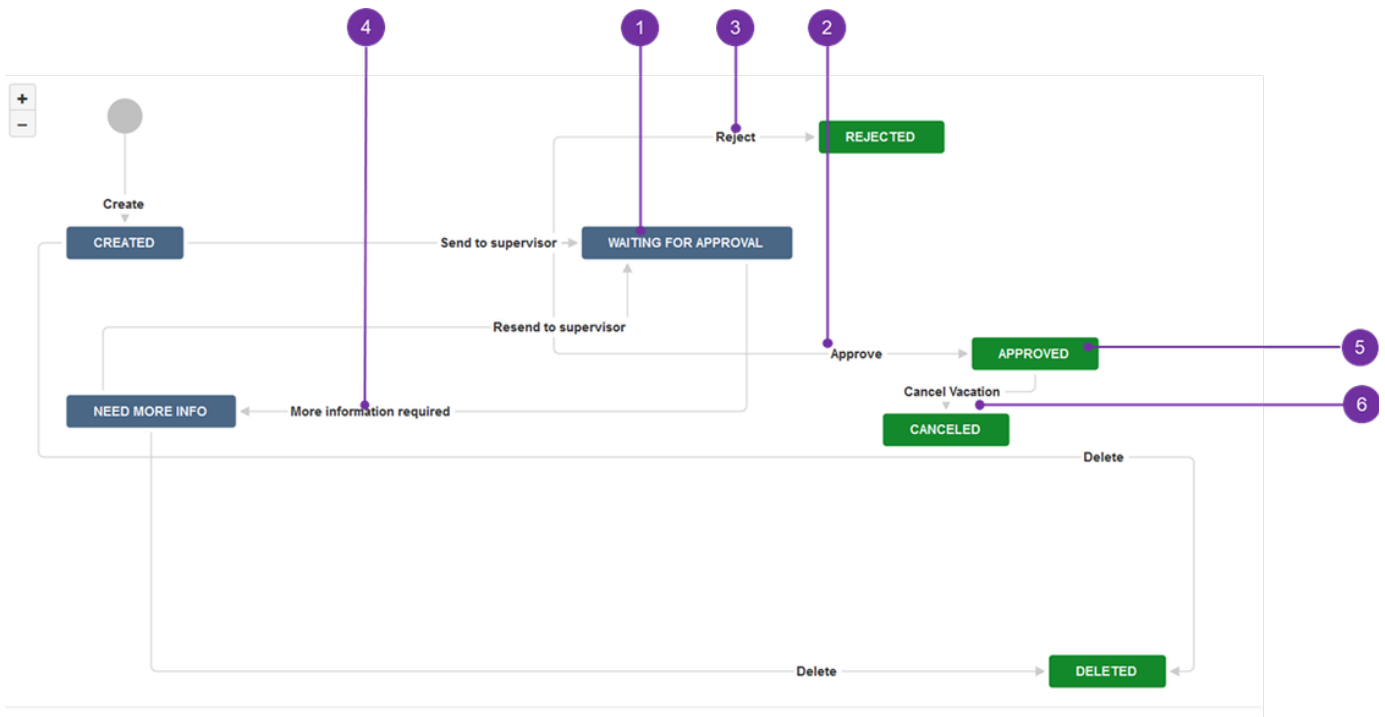 4
1
3
2
+
−
Reject
REJECTED
Create
CREATED
Send to supervisor
WAITING FOR APPROVAL
Resend to supervisor
Approve
APPROVED
5
Cancel Vacation
6
NEED MORE INFO
More information required
CANCELED
Delete
Delete
DELETED